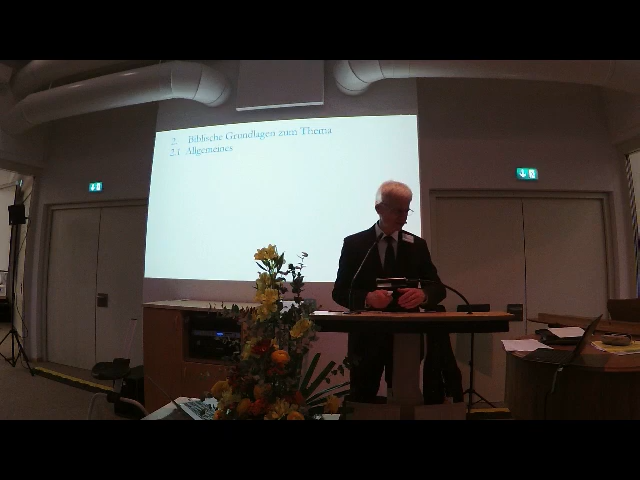 2. Biblische Grundlagen zum Thema
2.1 Allgemeines